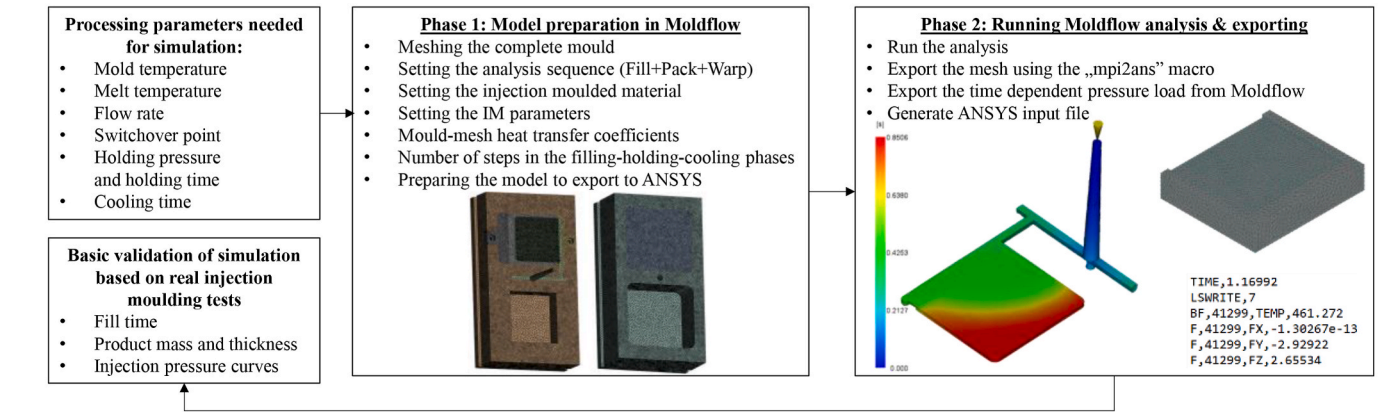 Processing parameters needed
for simulation:
• Mold temperature
• Melt temperature
• Flow rate
• Switchover point
• Holding pressure
and holding time
• Cooling time
Basic validation of simulation
based on real injection
moulding tests
• Fill time
• Product mass and thickness
• Injection pressure curves
Phase 1: Model preparation in Moldflow
• Meshing the complete mould
• Setting the analysis sequence (Fill+Pack+Warp)
• Setting the injection moulded material
• Setting the IM parameters
• Mould-mesh heat transfer coefficients
• Number of steps in the filling-holding-cooling phases
• Preparing the model to export to ANSYS
Phase 2: Running Moldflow analysis & exporting
• Run the analysis
• Export the mesh using the „mpi2ans” macro
• Export the time dependent pressure load from Moldflow
• Generate ANSYS input file
[s]
0.8506
0.6380
0.4253
0.2127
0.000
TIME,1.16992
LSWRITE,7
BF,41299,TEMP,461.272
F,41299,FX,-1.30267e-13
F,41299,FY,-2.92922
F,41299,FZ,2.65534